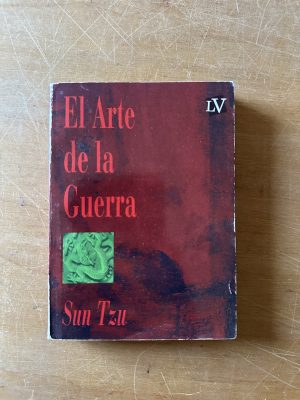 LV
El Arte
de la
Guerra
Sun Tzu